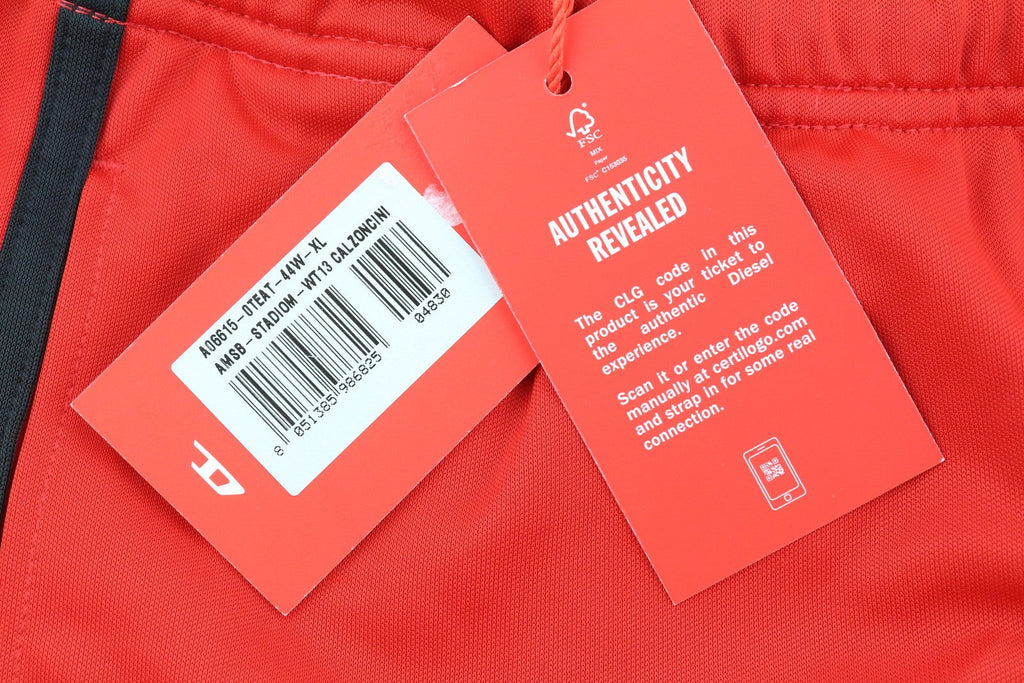 A06615-0TEAT-44W-XL
AMSB-STADIOM-WT13 CALZONCINI
8 051385 986825
04830
FSC
MIX
Paper
FSC® C153035
AUTHENTICITY
REVEALED
The CLG code in this
product is your ticket to
the authentic Diesel
experience.
Scan it or enter the code
manually at certilogo.com
and strap in for some real
connection.